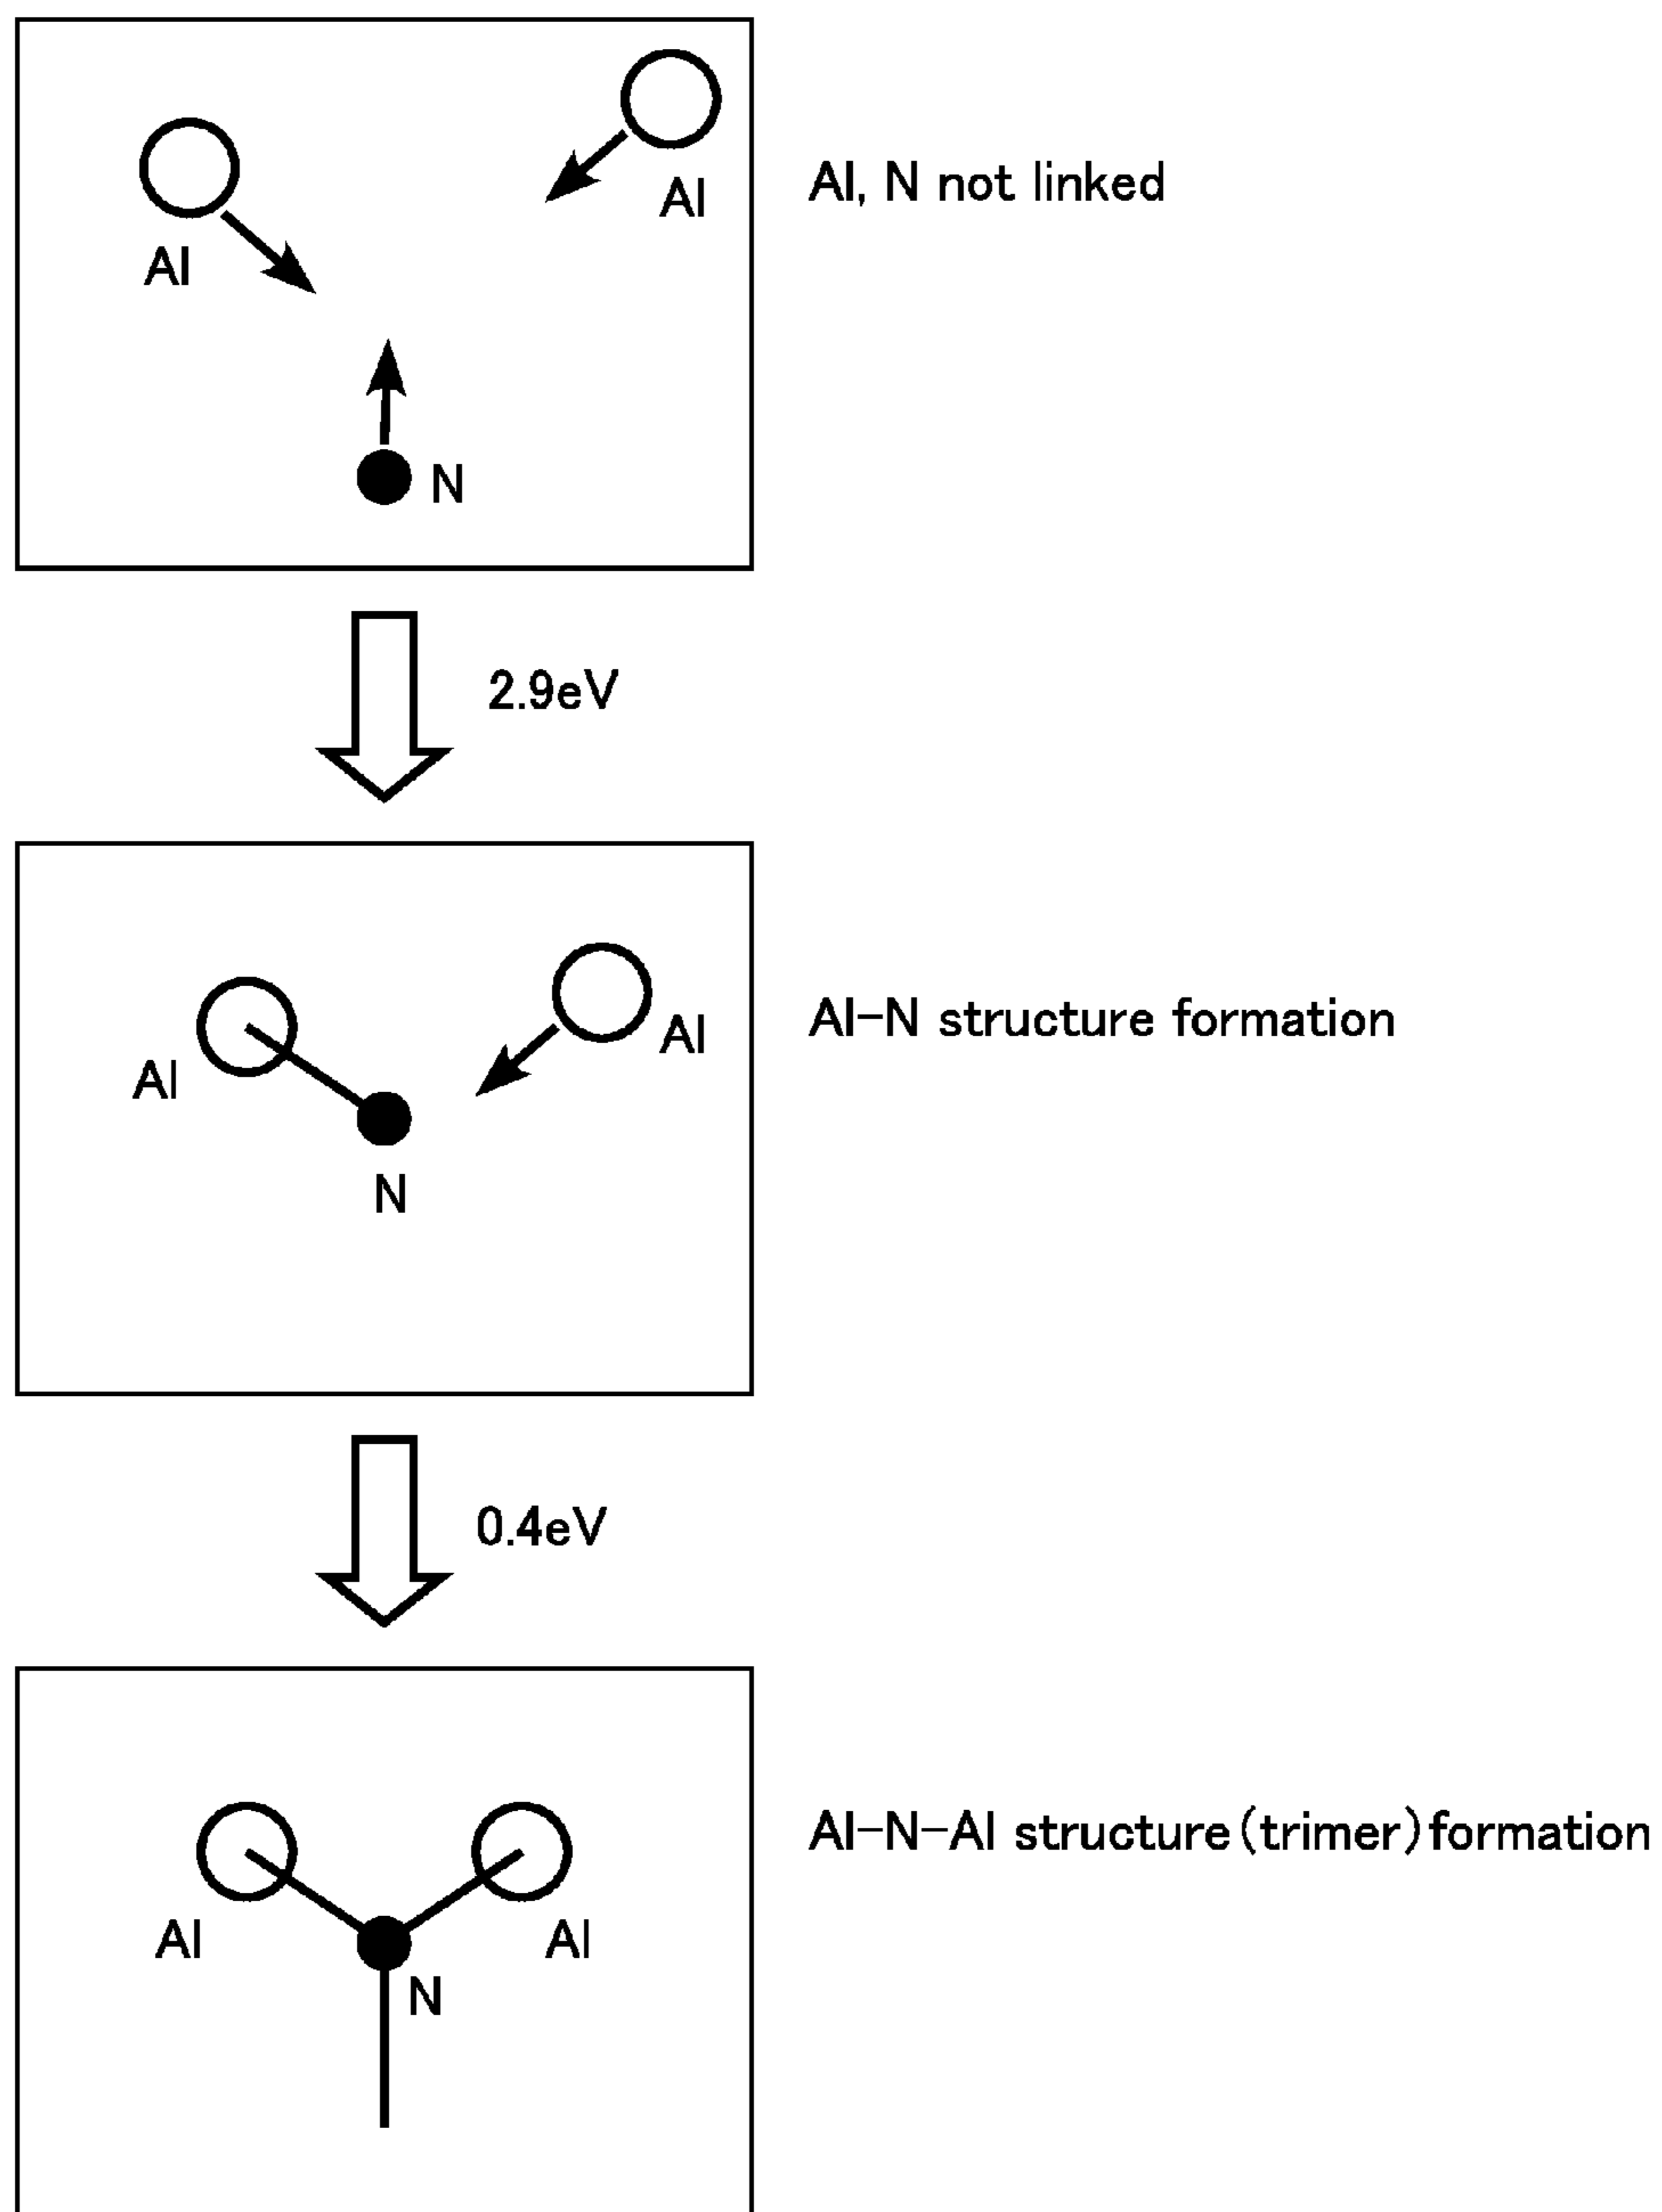 Al
Al
Al, N not linked
N
2.9eV
Al
Al
Al-N structure formation
N
0.4eV
Al
Al
N
Al-N-Al structure(trimer)formation